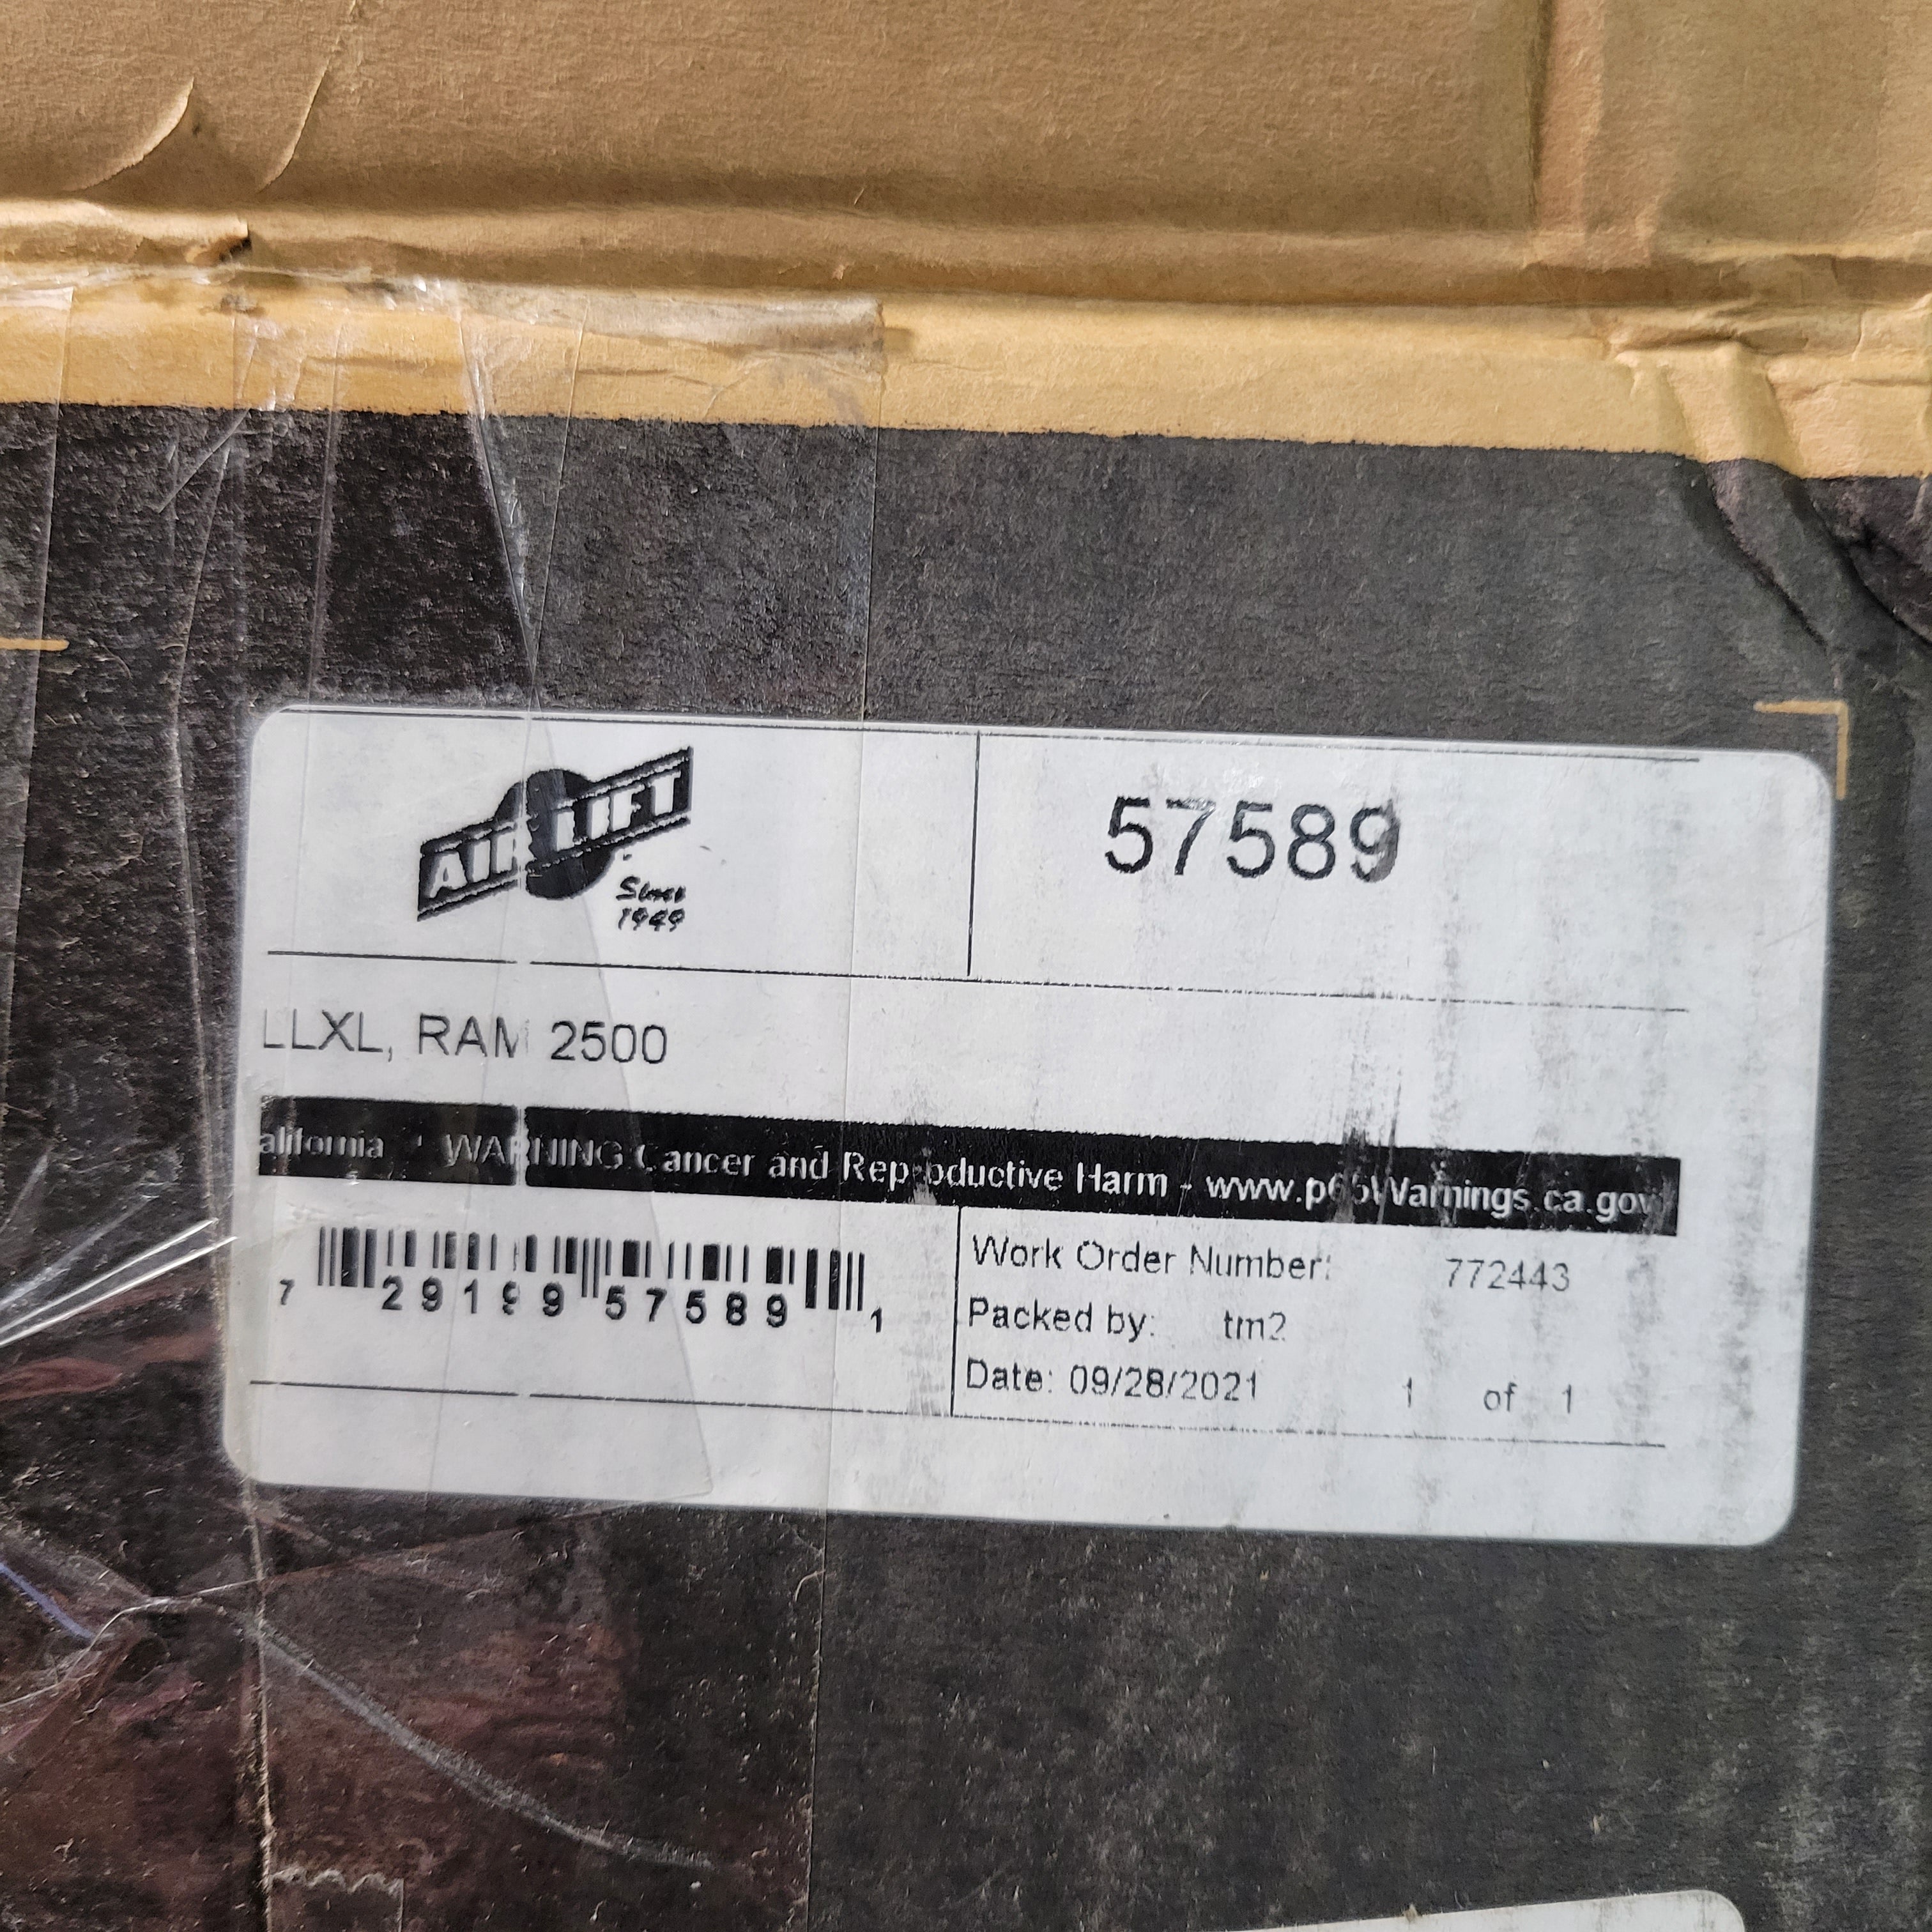 AIR LIFT
Since
1949
57589
LLXL, RAM 2500
alifornia WARNING Cancer and Reproductive Harm - www.p65Warnings.ca.gov
7 29199 57589 1
Work Order Number: 772443
Packed by: tm2
Date: 09/28/2021 1 of 1